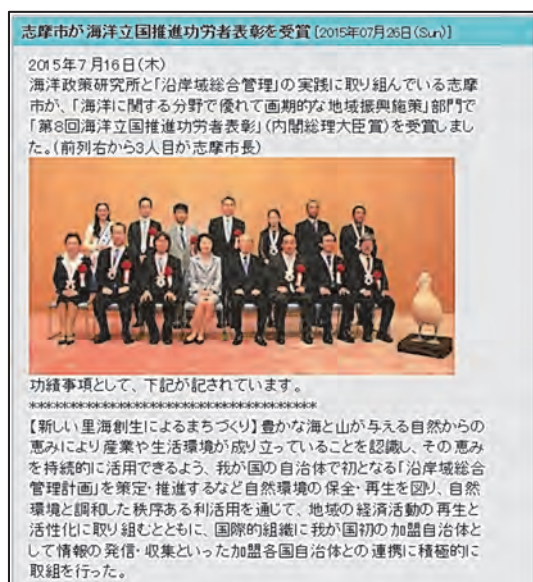 志摩市が海洋立国推進功労者表彰を受賞 [2015年07月26日(Sun)]
2015年7月16日(木)
海洋政策研究所と「沿岸域総合管理」の実践に取り組んでいる志摩
市が、「海洋に関する分野で優れて画期的な地域振興施策」部門で
「第8回海洋立国推進功労者表彰」(内閣総理大臣賞)を受賞しまし
た。(前列右から3人目が志摩市長)
功績事項として、下記が記されています。
************************************
【新しい里海創生によるまちづくり】豊かな海と山が与える自然からの
恵みにより産業や生活環境が成り立っていることを認識し、その恵み
を持続的に活用できるよう、我が国の自治体で初となる「沿岸域総合
管理計画」を策定・推進するなど自然環境の保全・再生を図り、自然
環境と調和した秩序ある利活用を通じて、地域の経済活動の再生と
活性化に取り組むとともに、国際的組織に我が国初の加盟自治体と
して情報の発信・収集といった加盟各国自治体との連携に積極的に
取組を行った。